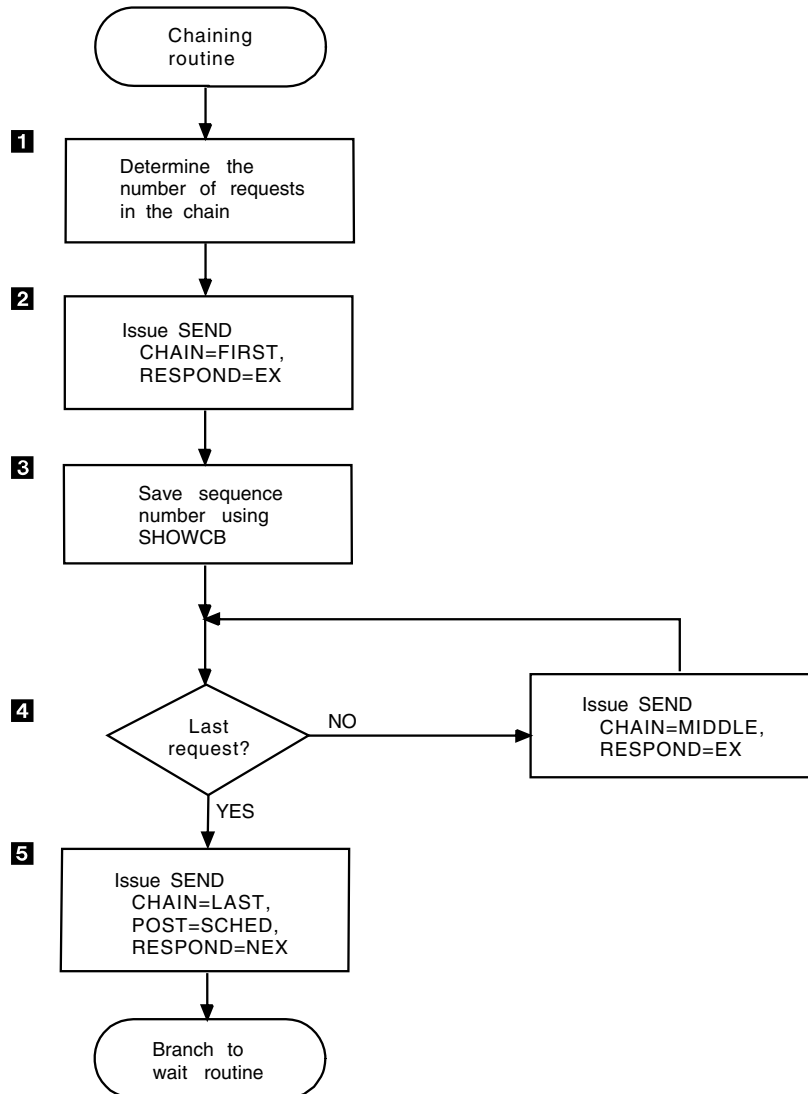 Chaining
routine
1
Determine the
number of requests
in the chain
2
Issue SEND
CHAIN=FIRST,
RESPOND=EX
3
Save sequence
number using
SHOWCB
4
Last
request?
NO
Issue SEND
CHAIN=MIDDLE,
RESPOND=EX
YES
5
Issue SEND
CHAIN=LAST,
POST=SCHED,
RESPOND=NEX
Branch to
wait routine